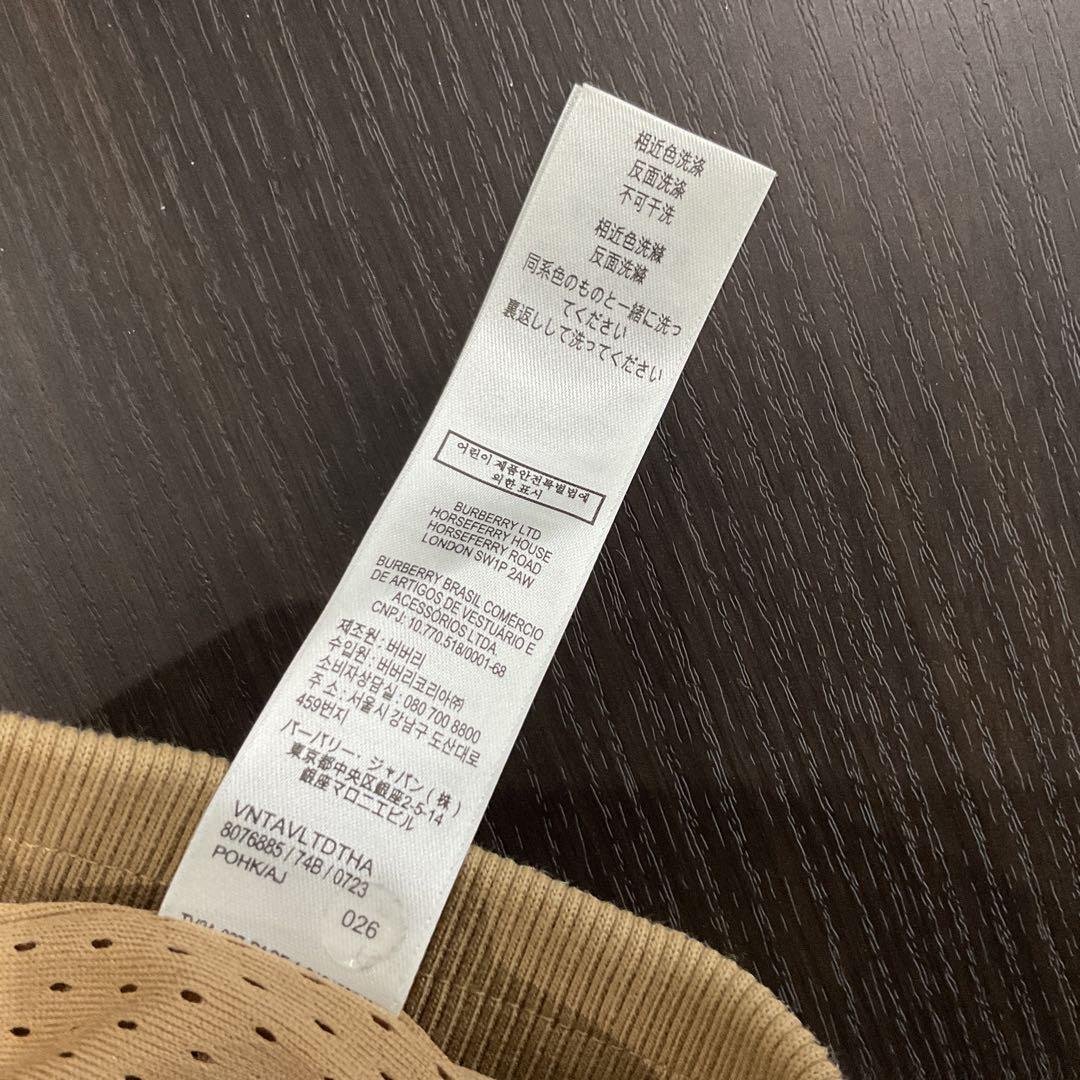 相近色洗涤
反面洗涤
不可干洗
相近色洗滌
反面洗滌
同系色のものと一緒に洗っ
てください
裏返しして洗ってください
어린이 제품안전특별법에
의한 표시
BURBERRY LTD
HORSEFERRY HOUSE
HORSEFERRY ROAD
LONDON SW1P 2AW
BURBERRY BRASIL COMÉRCIO
DE ARTIGOS DE VESTUÁRIO E
ACESSÓRIOS LTDA
CNPJ: 10.770.518/0001-68
제조원 : 버버리
수입원 : 버버리코리아㈜
소비사상담실 : 080 700 8800
주 소 : 서울시 강남구 도산대로
459번지
バーバリー・ジャパン（株）
東京都中央区銀座2-5-14
銀座マロニエビル
VNTAVLTDTHA
8076885 / 74B / 0723
POHK/AJ
026